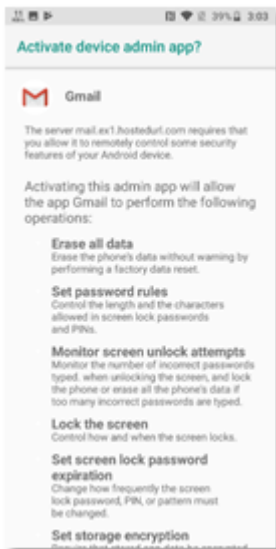 39% 3:03
Activate device admin app?
Gmail
The server mail.ex1.hostedurl.com requires that
you allow it to remotely control some security
features of your Android device.
Activating this admin app will allow
the app Gmail to perform the following
operations:
Erase all data
Erase the phone's data without warning by
performing a factory data reset.
Set password rules
Control the length and the characters
allowed in screen lock passwords
and PINs.
Monitor screen unlock attempts
Monitor the number of incorrect passwords
typed. when unlocking the screen, and lock
the phone or erase all the phone's data if
too many incorrect passwords are typed.
Lock the screen
Control how and when the screen locks.
Set screen lock password
expiration
Change how frequently the screen
lock password, PIN, or pattern must
be changed.
Set storage encryption
Require that stored app data be encrypted